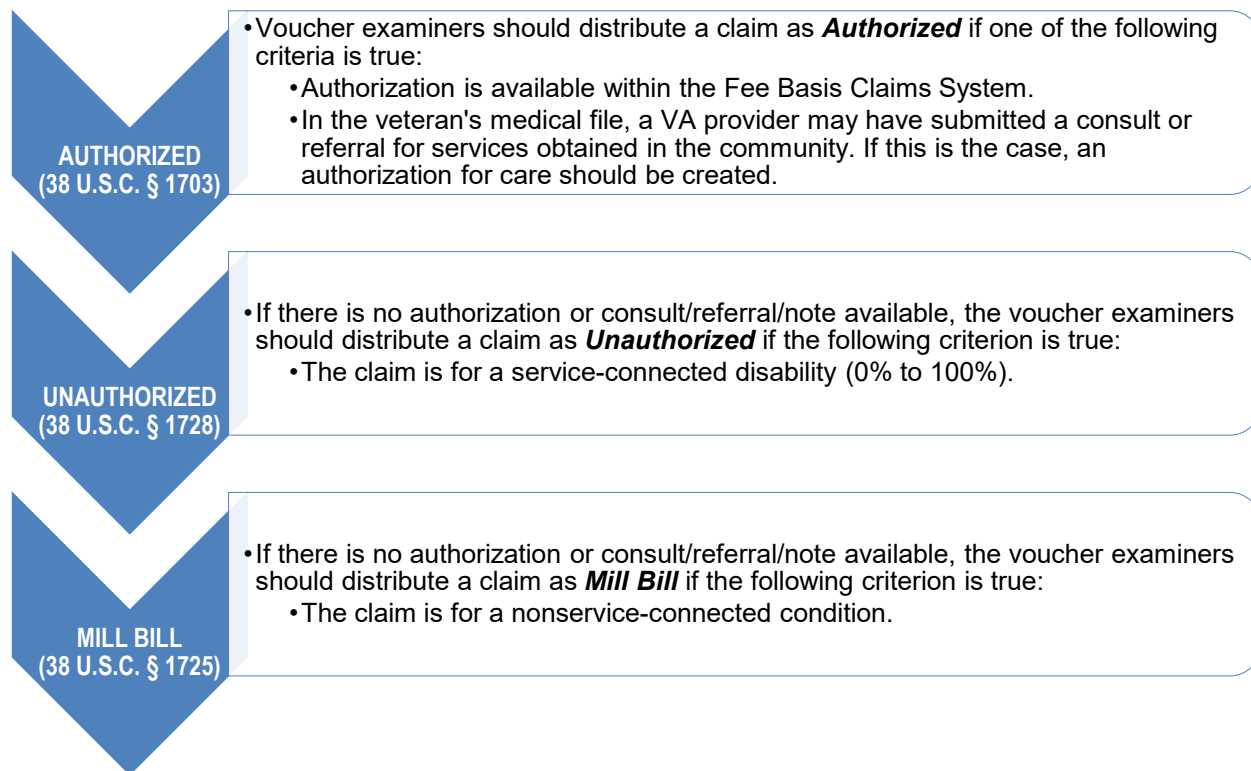 •Voucher examiners should distribute a claim as Authorized if one of the following
criteria is true:
•Authorization is available within the Fee Basis Claims System.
•In the veteran's medical file, a VA provider may have submitted a consult or
referral for services obtained in the community. If this is the case, an
authorization for care should be created.
AUTHORIZED
(38 U.S.C. § 1703)
•If there is no authorization or consult/referral/note available, the voucher examiners
should distribute a claim as Unauthorized if the following criterion is true:
•The claim is for a service-connected disability (0% to 100%).
UNAUTHORIZED
(38 U.S.C. § 1728)
•If there is no authorization or consult/referral/note available, the voucher examiners
should distribute a claim as Mill Bill if the following criterion is true:
•The claim is for a nonservice-connected condition.
MILL BILL
(38 U.S.C. § 1725)